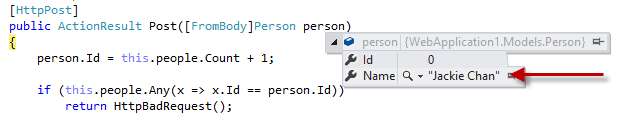 [HttpPost]
public ActionResult Post([FromBody]Person person)
{
person {WebApplication1.Models.Person}
person.Id = this.people.Count + 1;
Id 0
Name "Jackie Chan"
if (this.people.Any(x => x.Id == person.Id))
return HttpBadRequest();